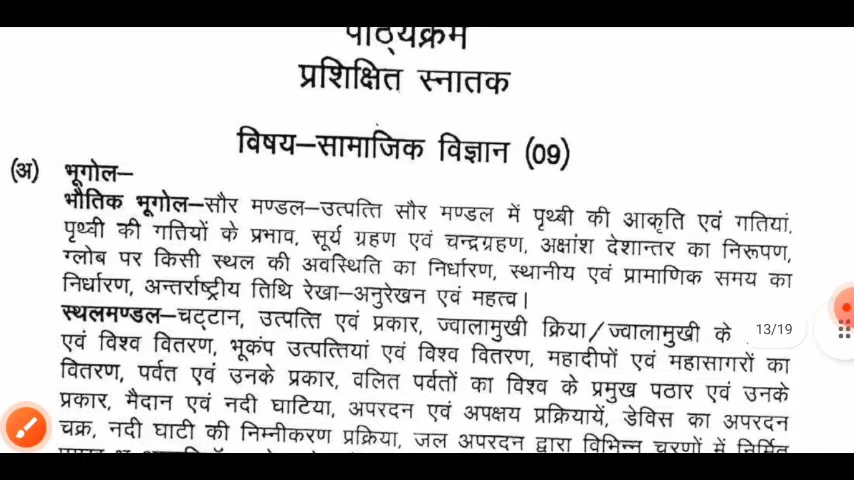 पाठ्यक्रम
प्रशिक्षित स्नातक
विषय–सामाजिक विज्ञान (09)
(अ) भूगोल–
भौतिक भूगोल–सौर मण्डल–उत्पत्ति सौर मण्डल में पृथ्बी की आकृति एवं गतियां,
पृथ्वी की गतियों के प्रभाव, सूर्य ग्रहण एवं चन्द्रग्रहण, अक्षांश देशान्तर का निरूपण,
ग्लोब पर किसी स्थल की अवस्थिति का निर्धारण, स्थानीय एवं प्रामाणिक समय का
निर्धारण, अन्तर्राष्ट्रीय तिथि रेखा–अनुरेखन एवं महत्व।
स्थलमण्डल–चट्टान, उत्पत्ति एवं प्रकार, ज्वालामुखी क्रिया/ज्वालामुखी के
13/19
एवं विश्व वितरण, भूकंप उत्पत्तियां एवं विश्व वितरण, महादीपों एवं महासागरों का
वितरण, पर्वत एवं उनके प्रकार, वलित पर्वतों का विश्व के प्रमुख पठार एवं उनके
प्रकार, मैदान एवं नदी घाटिया, अपरदन एवं अपक्षय प्रक्रियायें, डेविस का अपरदन
चक्र, नदी घाटी की निम्नीकरण प्रक्रिया, जल अपरदन द्वारा विभिन्न चरणों में निर्मित